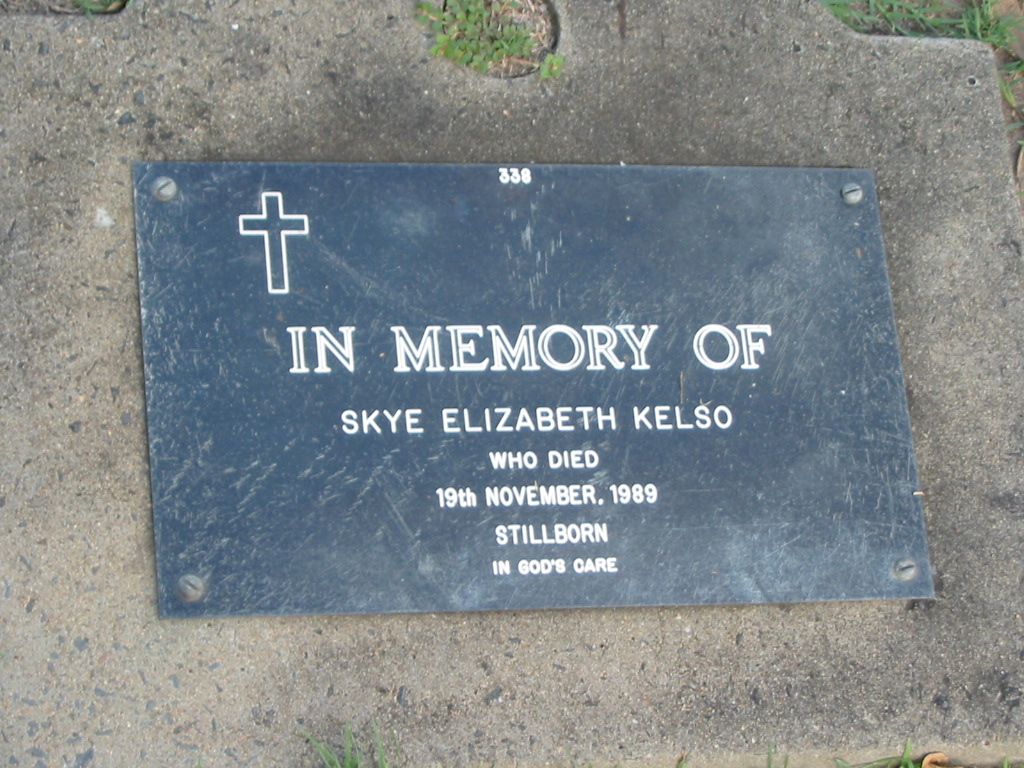 338
IN MEMORY OF
SKYE ELIZABETH KELSO
WHO DIED
19th NOVEMBER, 1989
STILLBORN
IN GOD'S CARE